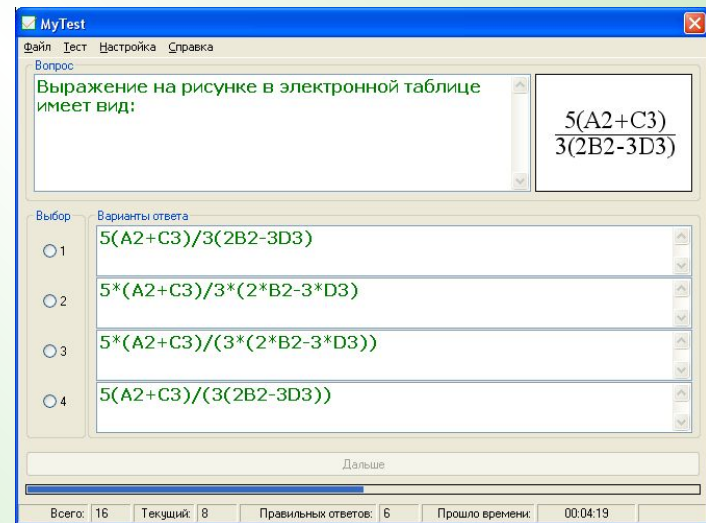 MyTest
Файл Тест Настройка Справка
Вопрос
Выражение на рисунке в электронной таблице
имеет вид:
5(A2+C3)
3(2B2-3D3)
Выбор Варианты ответа
1 5(A2+C3)/3(2B2-3D3)
2 5*(A2+C3)/3*(2*B2-3*D3)
3 5*(A2+C3)/(3*(2*B2-3*D3))
4 5(A2+C3)/(3(2B2-3D3))
Дальше
Всего: 16 Текущий: 8 Правильных ответов: 6 Прошло времени: 00:04:19